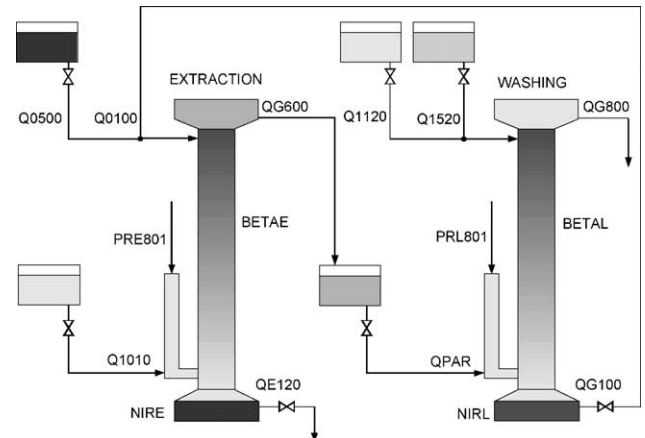 EXTRACTION
WASHING
Q0500
Q0100
QG600
Q1120
Q1520
QG800
PRE801
BETAE
PRL801
BETAL
Q1010
QE120
QPAR
QG100
NIRE
NIRL